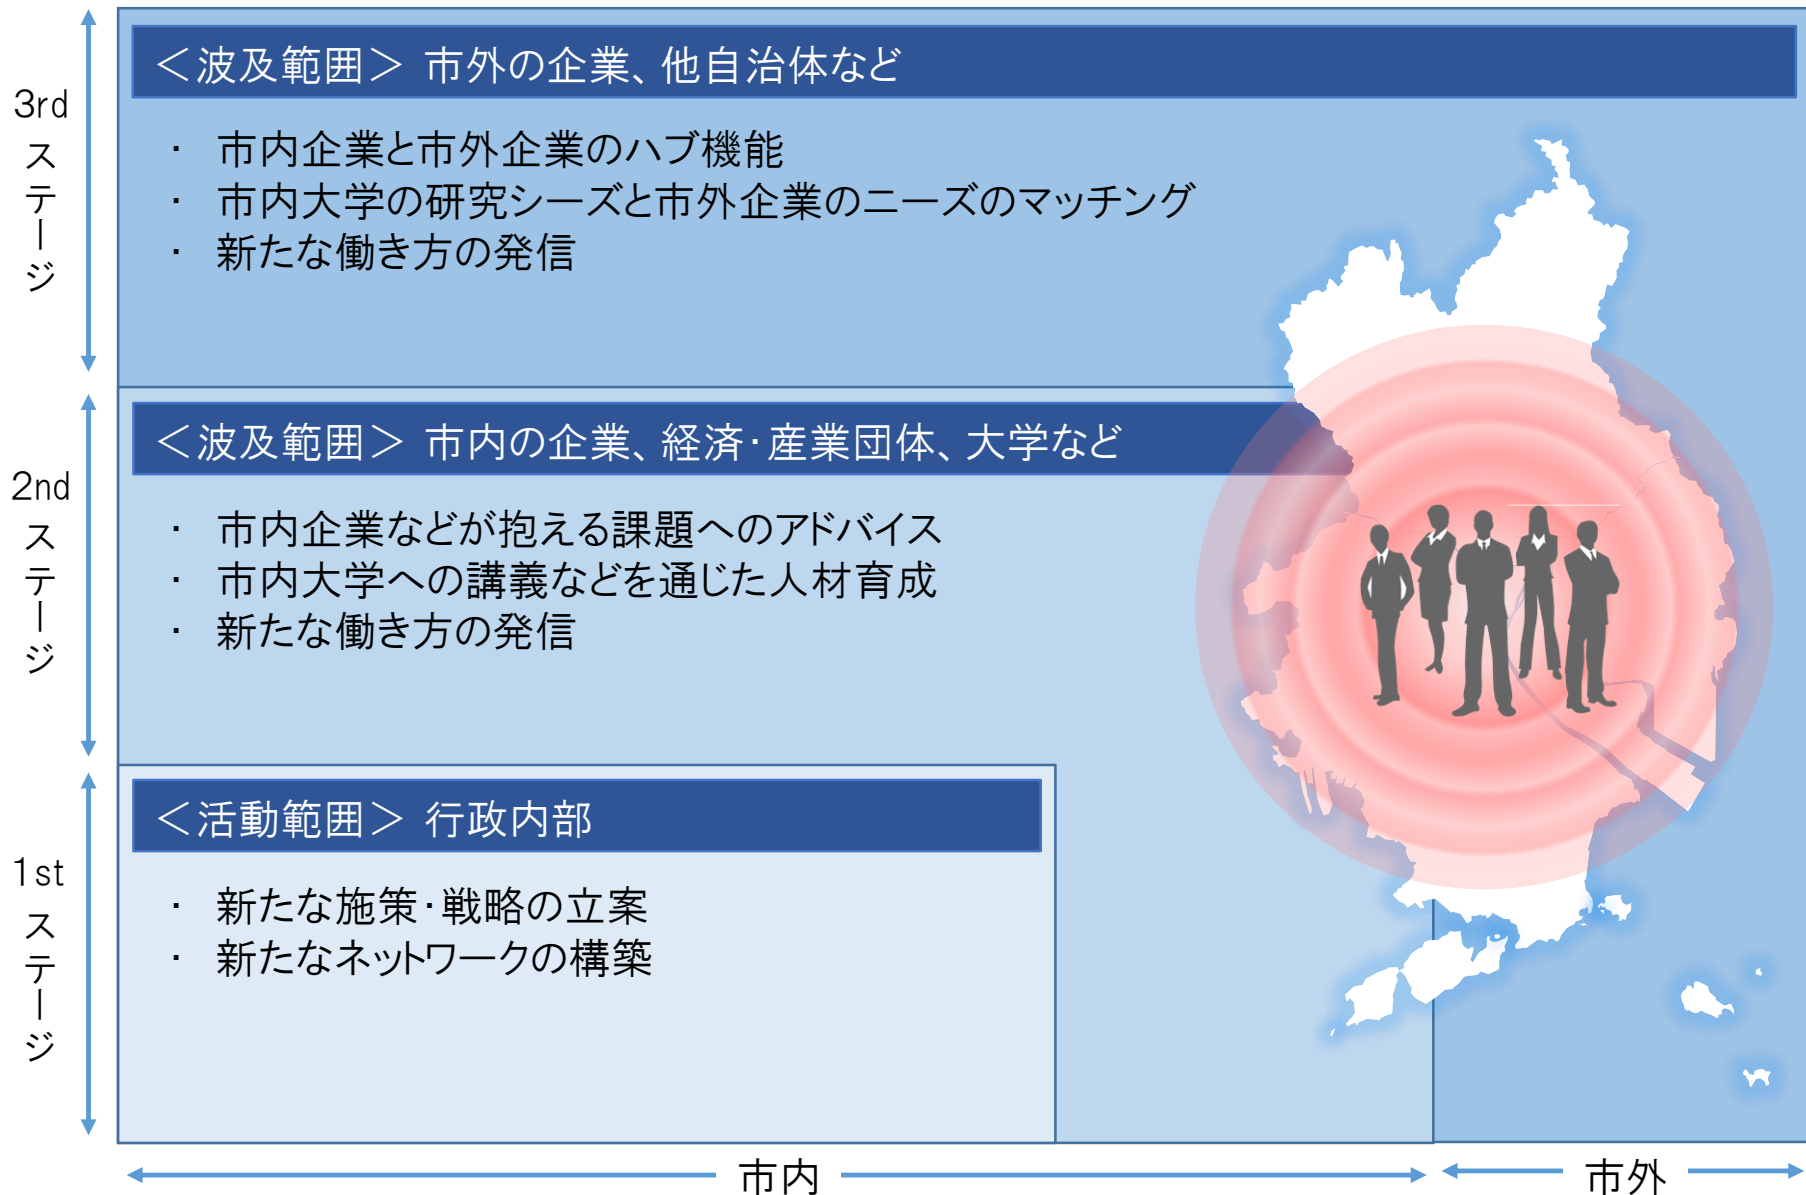 3rdステージ
＜波及範囲＞ 市外の企業、他自治体など
・ 市内企業と市外企業のハブ機能
・ 市内大学の研究シーズと市外企業のニーズのマッチング
・ 新たな働き方の発信
2ndステージ
＜波及範囲＞ 市内の企業、経済・産業団体、大学など
・ 市内企業などが抱える課題へのアドバイス
・ 市内大学への講義などを通じた人材育成
・ 新たな働き方の発信
1stステージ
＜活動範囲＞ 行政内部
・ 新たな施策・戦略の立案
・ 新たなネットワークの構築
市内
市外